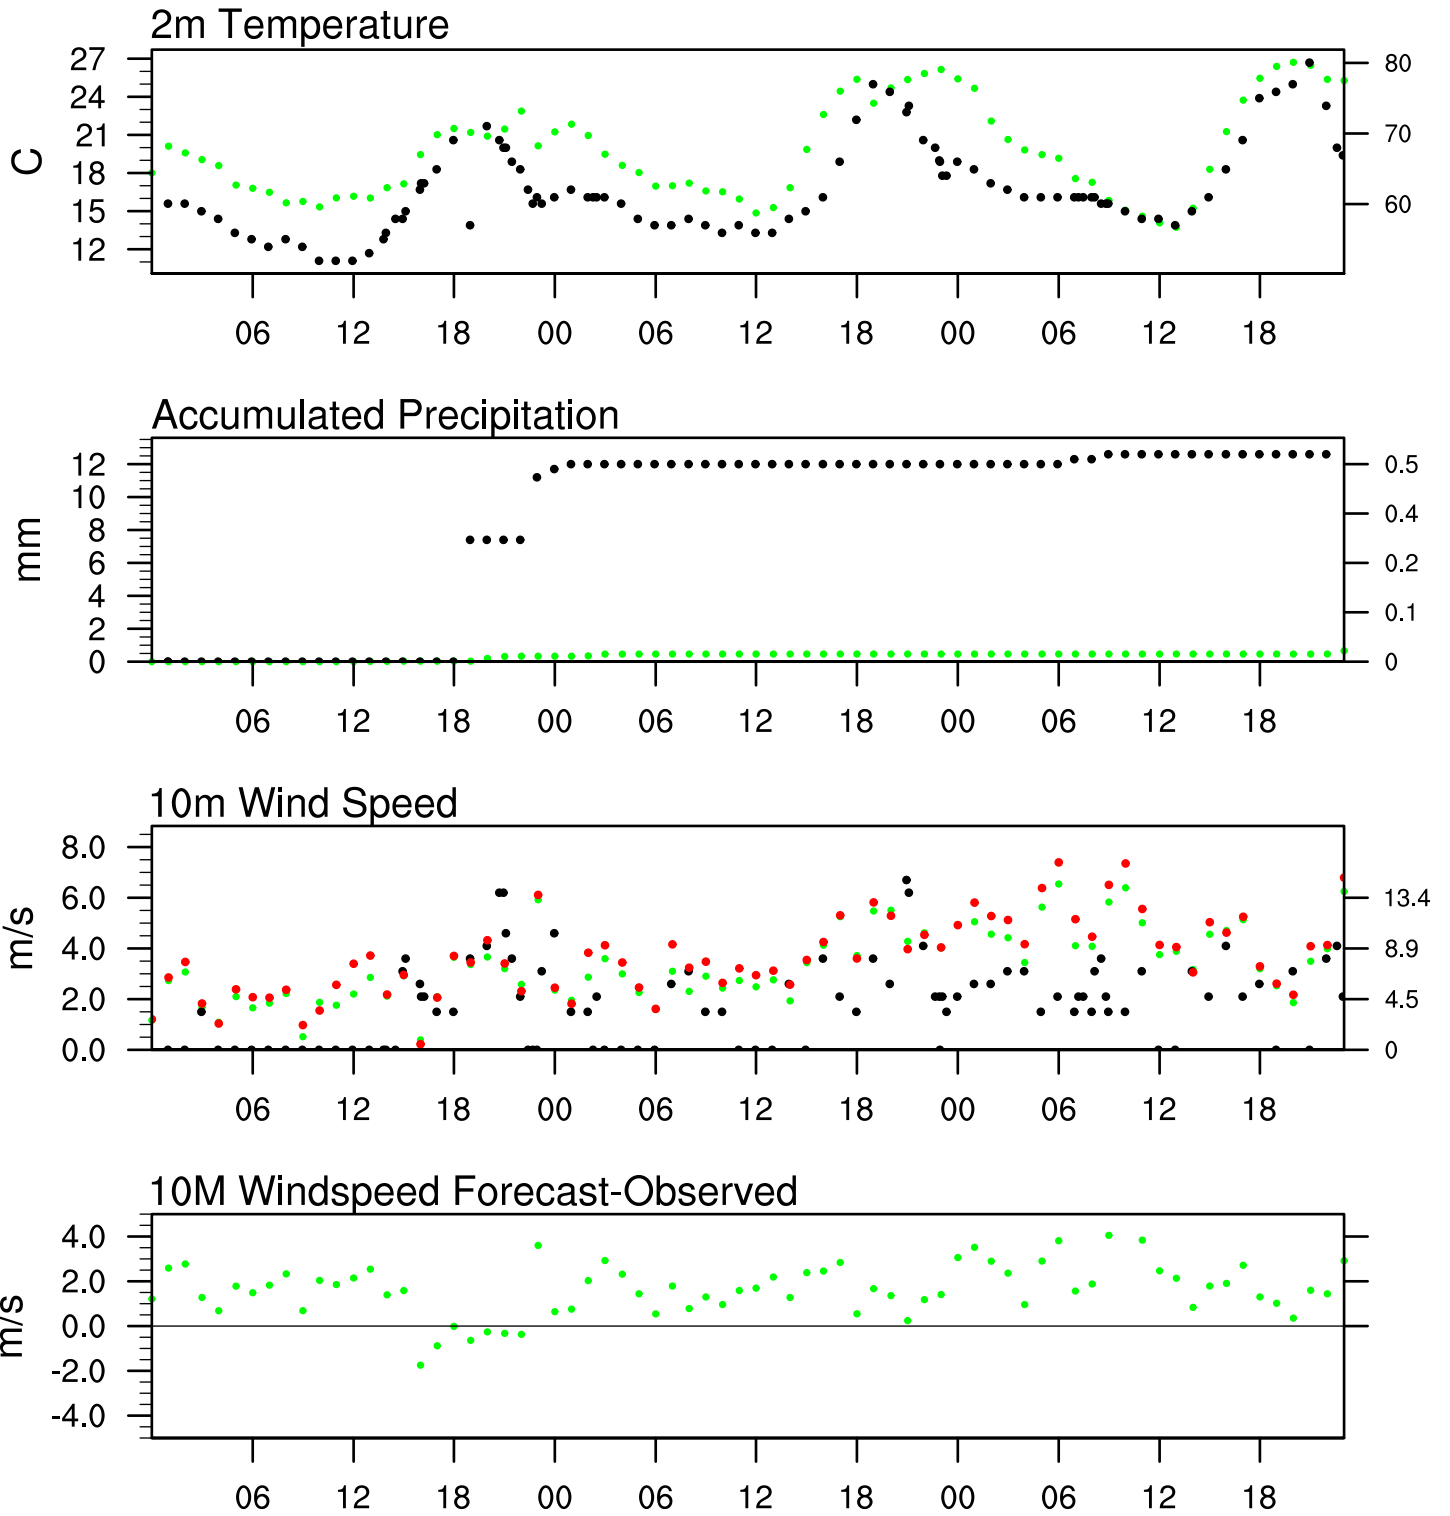 2m Temperature
27
24
21
18
15
12
C
80
70
60
06 12 18 00 06 12 18 00 06 12 18
Accumulated Precipitation
12
10
8
6
4
2
0
mm
0.5
0.4
0.2
0.1
0
06 12 18 00 06 12 18 00 06 12 18
10m Wind Speed
8.0
6.0
4.0
2.0
0.0
m/s
13.4
8.9
4.5
0
06 12 18 00 06 12 18 00 06 12 18
10M Windspeed Forecast-Observed
4.0
2.0
0.0
-2.0
-4.0
m/s
06 12 18 00 06 12 18 00 06 12 18